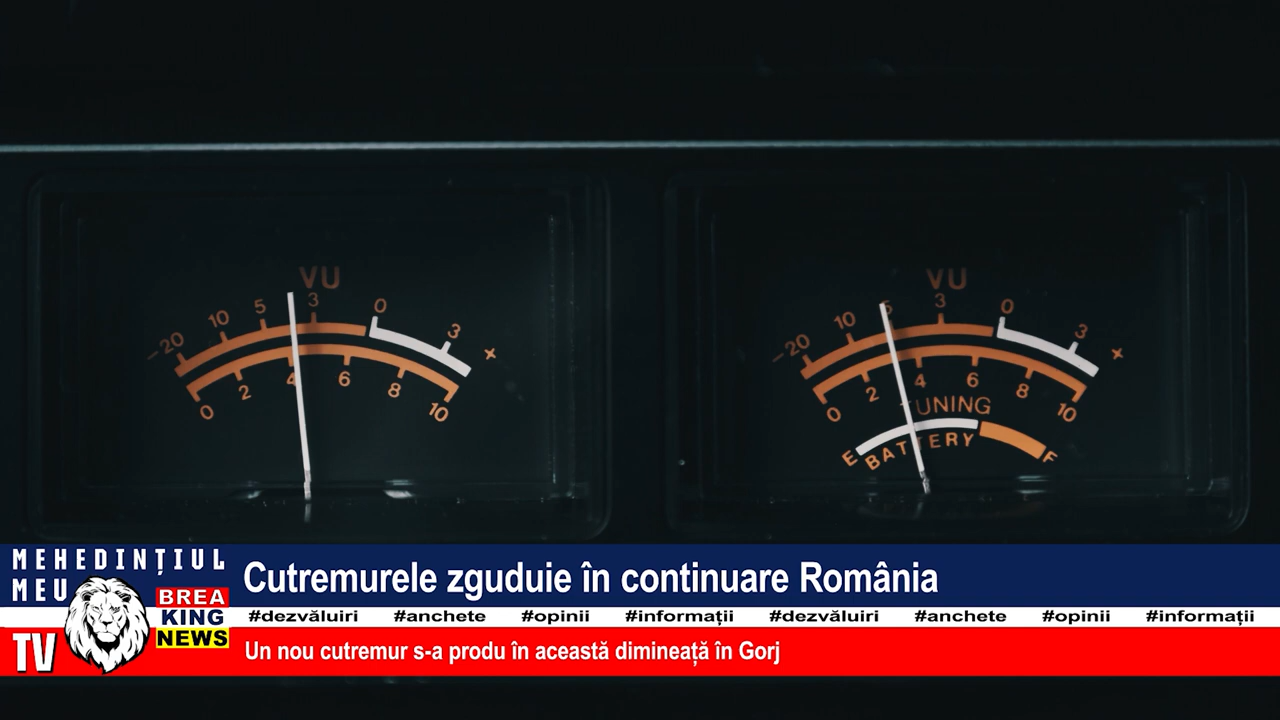 VU
-20 10 5 3 0 3 +
0 2 4 6 8 10
VU
-20 10 5 3 0 3 +
0 2 4 6 8 10
TUNING
E BATTERY F
MEHEDINȚIUL
MEU
TV
BREA
KING
NEWS
Cutremurele zguduie în continuare România
#dezvăluiri #anchete #opinii #informații #dezvăluiri #anchete #opinii #informații
Un nou cutremur s-a produ în această dimineață în Gorj